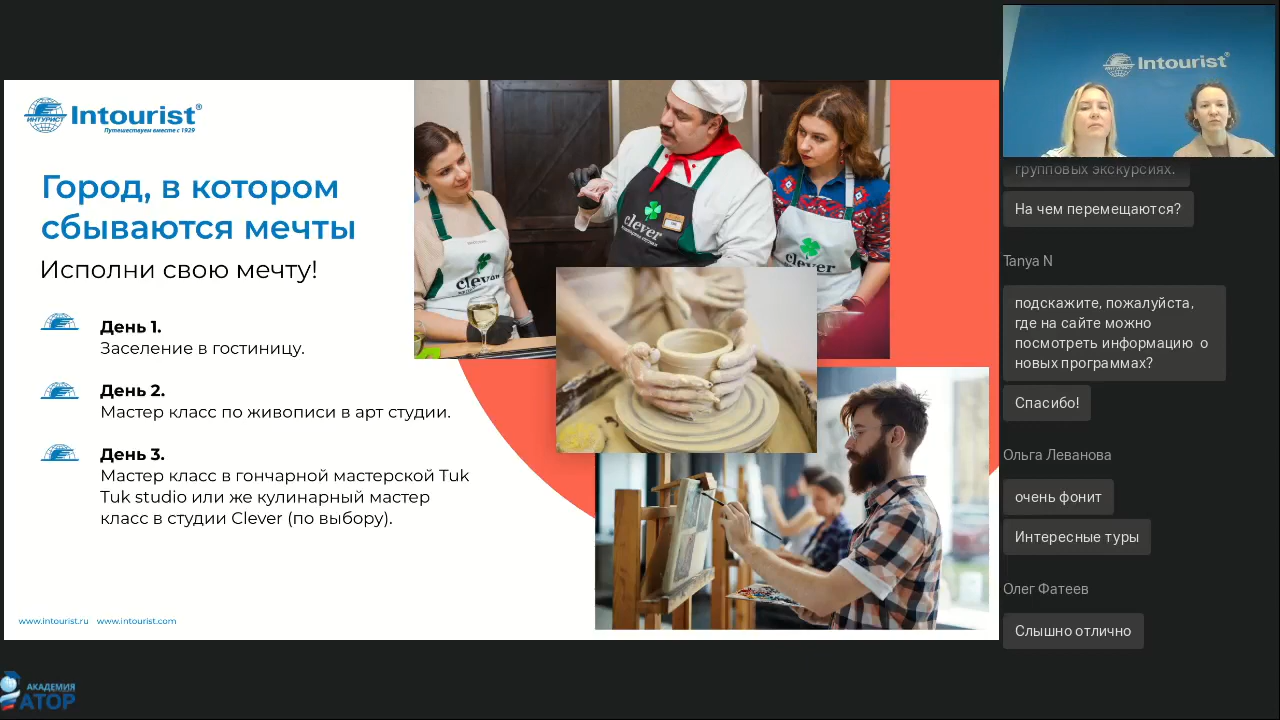 Intourist®
ИНТУРИСТ
Путешествуем вместе с 1929
Город, в котором
сбываются мечты
Исполни свою мечту!
День 1.
Заселение в гостиницу.
День 2.
Мастер класс по живописи в арт студии.
День 3.
Мастер класс в гончарной мастерской Tuk
Tuk studio или же кулинарный мастер
класс в студии Clever (по выбору).
www.intourist.ru www.intourist.com
clever
clever
clever
АКАДЕМИЯ
АТОР
Intourist®
групповых экскурсиях.
На чем перемещаются?
Tanya N
подскажите, пожалуйста,
где на сайте можно
посмотреть информацию о
новых программах?
Спасибо!
Ольга Леванова
очень фонит
Интересные туры
Олег Фатеев
Слышно отлично